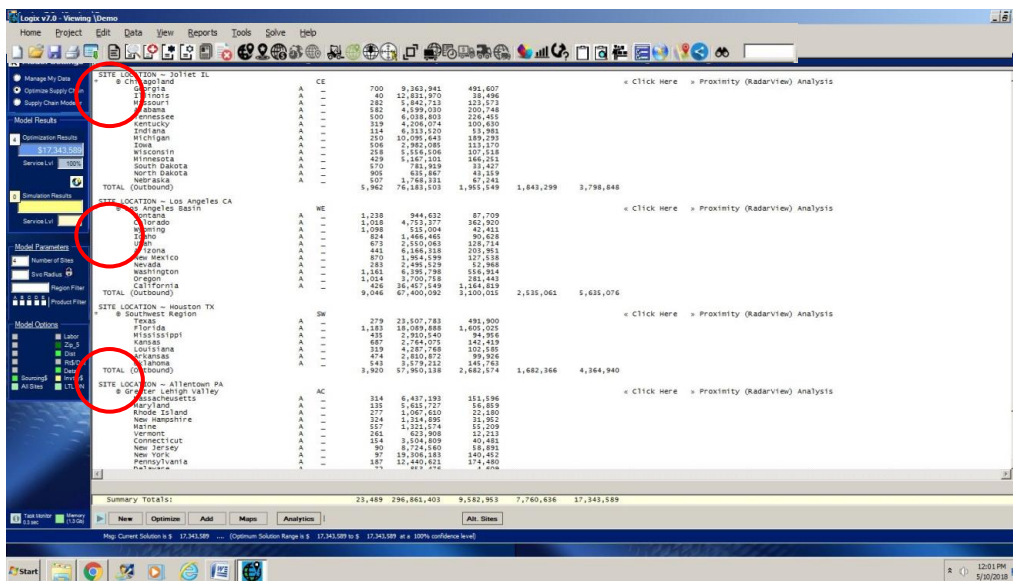 Logix v7.0 - Viewing \Demo
Home Project Edit Data View Reports Tools Solve Help
Manage My Data
Optimize Supply Chain
Supply Chain Model
Model Results
4 Optimization Results
$17,343,589
Service Lvl 100%
0 Simulation Results
Service Lvl
Model Parameters
4 Number of Sites
Svc Radius
Region Filter
A B C D S Product Filter
Model Options
Labor
Zip_3
Dist
Data
Sourcing$
All Sites
SITE LOCATION ~ Joliet IL
CE « Click Here » Proximity (RadarView) Analysis
Georgia A _ 700 9,363,941 491,607
A _ 40 12,831,970 38,496
A _ 282 5,842,713 123,573
A _ 582 4,599,030 200,748
A _ 500 6,038,803 226,455
Kentucky A _ 319 4,206,074 100,630
Indiana A _ 114 6,313,520 53,981
Michigan A _ 250 10,095,643 189,293
Iowa A _ 506 2,982,085 113,170
Wisconsin A _ 258 5,556,506 107,518
Minnesota A _ 429 5,167,101 166,251
South Dakota A _ 570 781,919 33,427
North Dakota A _ 905 635,867 43,159
Nebraska A _ 507 1,768,331 67,241
TOTAL (Outbound) 5,962 76,183,503 1,955,549 1,843,299 3,798,848
SITE LOCATION ~ Los Angeles CA
Los Angeles Basin WE « Click Here » Proximity (RadarView) Analysis
Montana A _ 1,238 944,632 87,709
Colorado A _ 1,018 4,753,377 362,920
Wyoming A _ 1,098 515,004 42,411
Idaho A _ 824 1,466,465 90,628
Utah A _ 673 2,550,063 128,714
Arizona A _ 441 6,166,318 203,951
New Mexico A _ 870 1,954,599 127,538
Nevada A _ 283 2,495,529 52,968
Washington A _ 1,161 6,395,798 556,914
Oregon A _ 1,014 3,700,758 281,443
California A _ 426 36,457,549 1,164,819
TOTAL (Outbound) 9,046 67,400,092 3,100,015 2,535,061 5,635,076
SITE LOCATION ~ Houston TX
Southwest Region SW « Click Here » Proximity (RadarView) Analysis
Texas A _ 279 23,507,783 491,900
Florida A _ 1,183 18,089,888 1,605,025
Mississippi A _ 435 2,910,540 94,956
Kansas A _ 687 2,764,075 142,419
Louisiana A _ 319 4,287,768 102,585
Arkansas A _ 474 2,810,872 99,926
Oklahoma A _ 543 3,579,212 145,763
TOTAL (Outbound) 3,920 57,950,138 2,682,574 1,682,366 4,364,940
SITE LOCATION ~ Allentown PA
Greater Lehigh Valley AC « Click Here » Proximity (RadarView) Analysis
Massachusetts A _ 314 6,437,193 151,596
Maryland A _ 135 5,615,727 56,859
Rhode Island A _ 277 1,067,610 22,180
New Hampshire A _ 324 1,314,895 31,952
Maine A _ 557 1,321,574 55,209
Vermont A _ 261 623,908 12,213
Connecticut A _ 154 3,504,809 40,481
New Jersey A _ 90 8,724,560 58,891
New York A _ 97 19,306,183 140,452
Pennsylvania A _ 187 12,440,621 174,480
Summary Totals: 23,489 296,861,403 9,582,953 7,760,636 17,343,589
Task Monitor 0.3 sec Memory (1.3 Gb)
New Optimize Add Maps Analytics Alt. Sites
Msg: Current Solution is $ 17,343,589 .... (Optimum Solution Range is $ 17,343,589 to $ 17,343,589 at a 100% confidence level)
Start
12:01 PM
5/10/2018